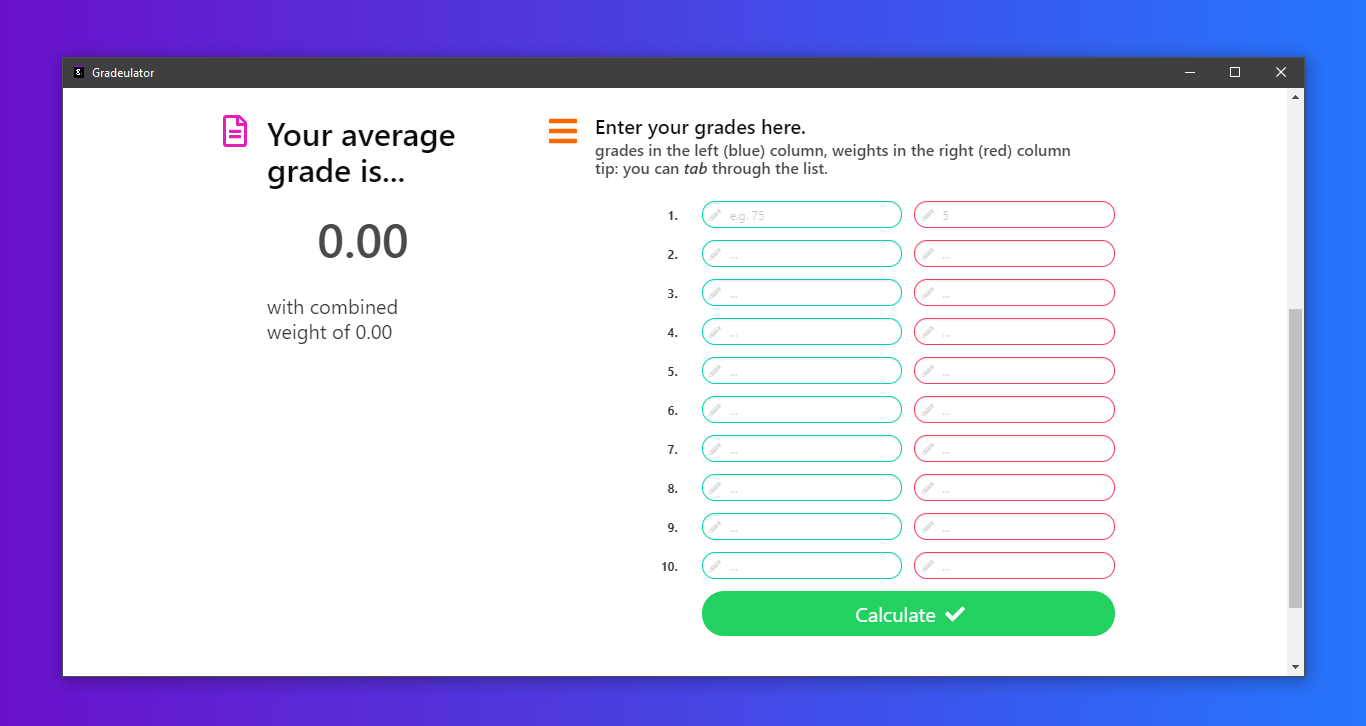 Gradeulator
Your average
grade is...
0.00
with combined
weight of 0.00
Enter your grades here.
grades in the left (blue) column, weights in the right (red) column
tip: you can tab through the list.
1. e.g. 75 5
2. ... ...
3. ... ...
4. ... ...
5. ... ...
6. ... ...
7. ... ...
8. ... ...
9. ... ...
10. ... ...
Calculate